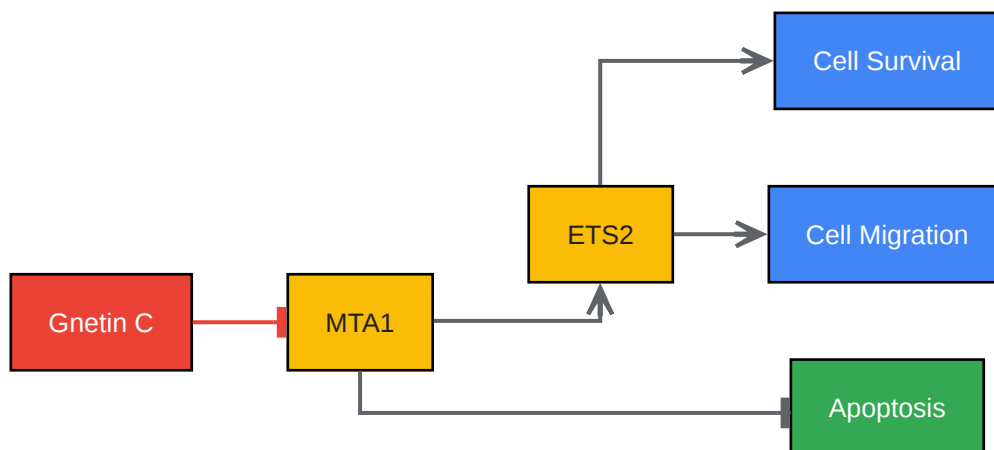 Cell Survival
ETS2
Cell Migration
Gnetin C
MTA1
Apoptosis